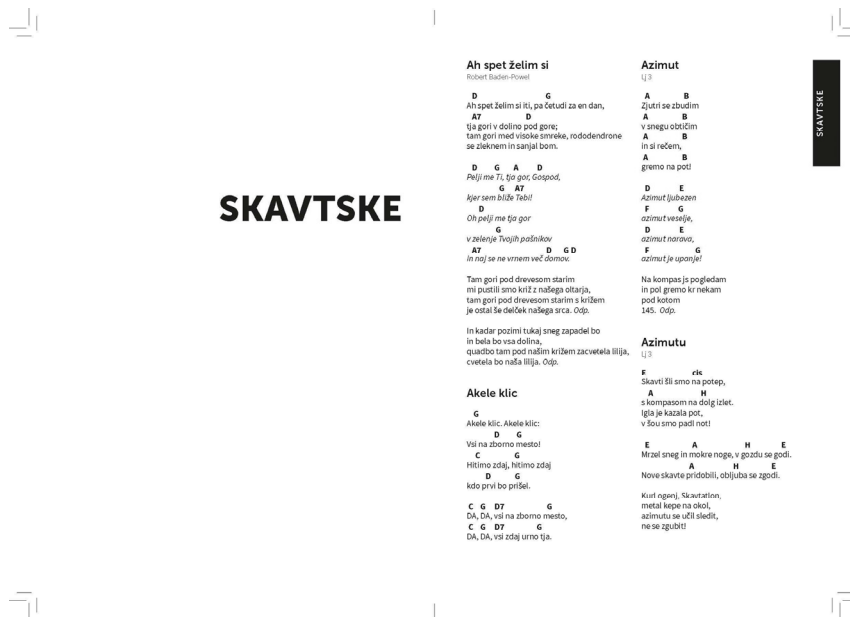 SKAVTSKE
Ah spet želim si
Robert Baden-Powel
D G
Ah spet želim si iti, pa četudi za en dan,
A7 D
tja gori v dolino pod gore;
tam gori med visoke smreke, rododendrone
se zleknem in sanjal bom.
D G A D
Pelji me Ti, tja gor, Gospod,
G A7
kjer sem bliže Tebi!
D
Oh pelji me tja gor
G
v zelenje Tvojih pašnikov
A7 D G D
in naj se ne vrnem več domov.
Tam gori pod drevesom starim
mi pustili smo križ z našega oltarja,
tam gori pod drevesom starim s križem
je ostal še delček našega srca. Odp.
In kadar pozimi tukaj sneg zapadel bo
in bela bo vsa dolina,
quadbo tam pod našim križem zacvetela lilija,
cvetela bo naša lilija. Odp.
Akele klic
G
Akele klic. Akele klic:
D G
Vsi na zborno mesto!
C G
Hitimo zdaj, hitimo zdaj
D G
kdo prvi bo prišel.
C G D7 G
DA, DA, vsi na zborno mesto,
C G D7 G
DA, DA, vsi zdaj urno tja.
Azimut
Lj 3
A B
Zjutri se zbudim
A B
v snegu obtičim
A B
in si rečem,
A B
gremo na pot!
D E
Azimut ljubezen
F G
azimut veselje,
D E
azimut narava,
F G
azimut je upanje!
Na kompas js pogledam
in pol gremo kr nekam
pod kotom
145. Odp.
Azimutu
Lj 3
E cis
Skavti šli smo na potep,
A H
s kompasom na dolg izlet.
Igla je kazala pot,
v šou smo padl not!
E A H E
Mrzel sneg in mokre noge, v gozdu se godi.
A H E
Nove skavte pridobili, obljuba se zgodi.
Kurl ogenj, Skavtatlon,
metal kepe na okol,
azimutu se učil sledit,
ne se zgubit!
SKAVTSKE